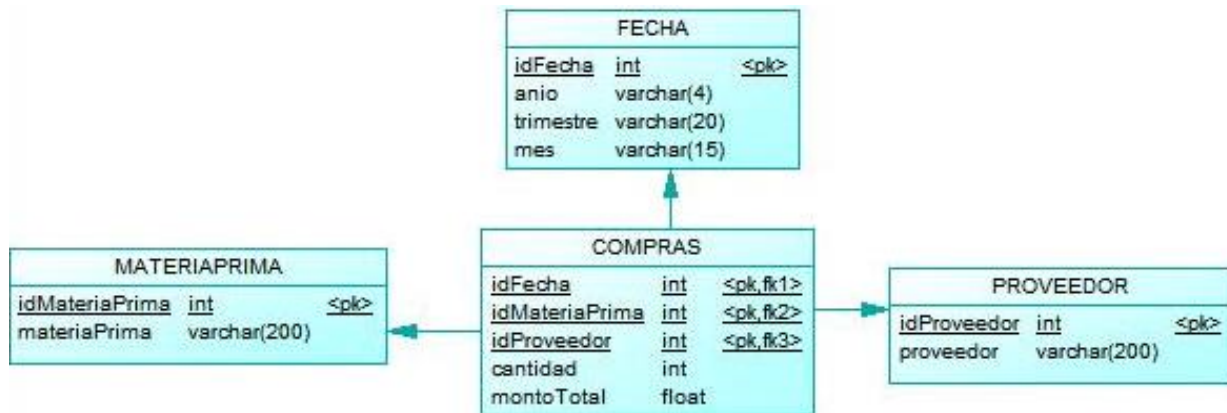 FECHA
idFecha int <pk>
anio varchar(4)
trimestre varchar(20)
mes varchar(15)
MATERIAPRIMA
idMateriaPrima int <pk>
materiaPrima varchar(200)
COMPRAS
idFecha int <pk,fk1>
idMateriaPrima int <pk,fk2>
idProveedor int <pk,fk3>
cantidad int
montoTotal float
PROVEEDOR
idProveedor int <pk>
proveedor varchar(200)